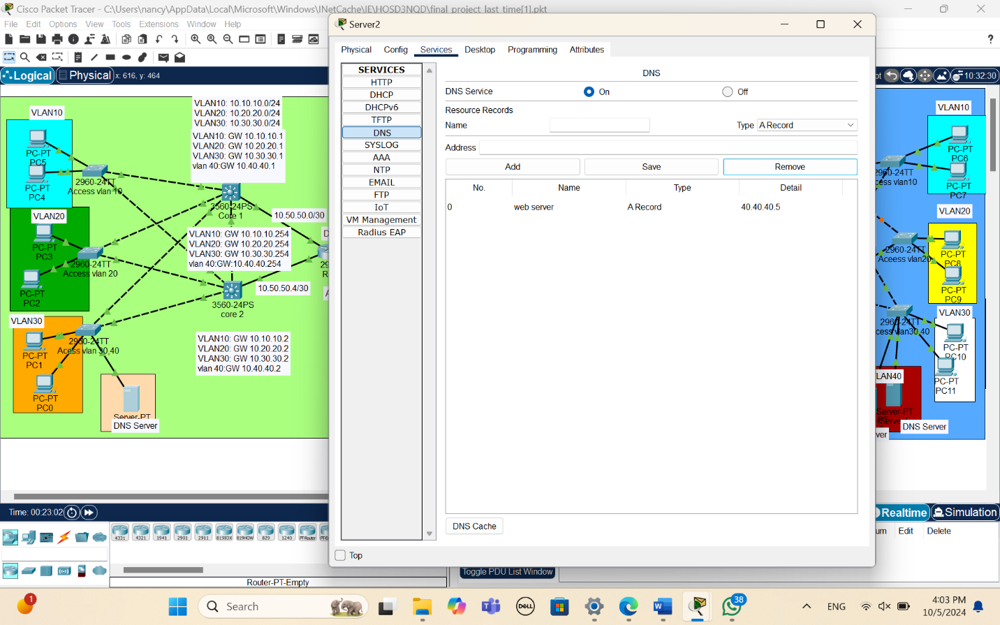 Cisco Packet Tracer - C:\Users\nancy\AppData\Local\Microsoft\Windows\INetCache\IE\HOSD3NQD\final_project_last_time[1].pkt
File Edit Options View Tools Extensions Window Help
Logical Physical x: 616, y: 464
10:32:30
Server2
Physical Config Services Desktop Programming Attributes
SERVICES
HTTP
DHCP
DHCPv6
TFTP
DNS
SYSLOG
AAA
NTP
EMAIL
FTP
IoT
VM Management
Radius EAP
DNS
DNS Service On Off
Resource Records
Name Type A Record
Address
Add Save Remove
No. Name Type Detail
0 web server A Record 40.40.40.5
DNS Cache
Top
VLAN10
PC-PT
PC5
PC-PT
PC4
2960-24TT
Access vlan 10
VLAN20
PC-PT
PC3
PC-PT
PC2
2960-24TT
Access vlan 20
VLAN30
PC-PT
PC1
PC-PT
PC0
2960-24TT
Acess vlan 30,40
Server-PT
DNS Server
VLAN10: 10.10.10.0/24
VLAN20: 10.20.20.0/24
VLAN30: 10.30.30.0/24
VLAN10: GW 10.10.10.1
VLAN20: GW 10.20.20.1
VLAN30: GW 10.30.30.1
vlan 40:GW 10.40.40.1
3560-24PS
Core 1
10.50.50.0/30
VLAN10: GW 10.10.10.254
VLAN20: GW 10.20.20.254
VLAN30: GW 10.30.30.254
vlan 40:GW:10.40.40.254
10.50.50.4/30
3560-24PS
core 2
VLAN10: GW 10.10.10.2
VLAN20: GW 10.20.20.2
VLAN30: GW 10.30.30.2
vlan 40:GW 10.40.40.2
VLAN10
PC-PT
PC6
PC-PT
PC7
VLAN20
PC-PT
PC8
PC-PT
PC9
2960-24TT
VLAN30
2960-24TT
PC-PT
PC10
PC-PT
PC11
LAN40
Server-PT
DNS Server
Time: 00:23:02
Realtime Simulation
Edit Delete
4331 4321 1941 2901 2911 819IOX 819HGW 829 1240 PT-Router
Router-PT-Empty
Toggle PDU List Window
1
Search
DELL
38
ENG
4:03 PM
10/5/2024